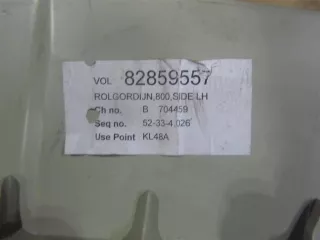 VOL 82859557
ROLGORDIJN,800,SIDE LH
Ch no. B 704459
Seq no. 52-33-4,026
Use Point KL48A